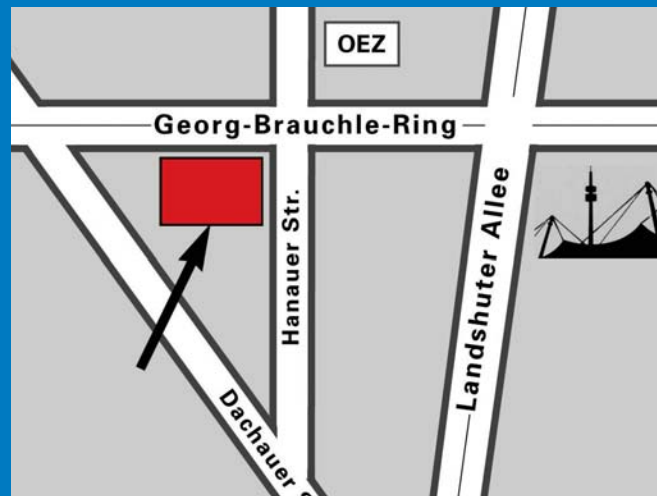 OEZ
Georg-Brauchle-Ring
Hanauer Str.
Landshuter Allee
Dachauer